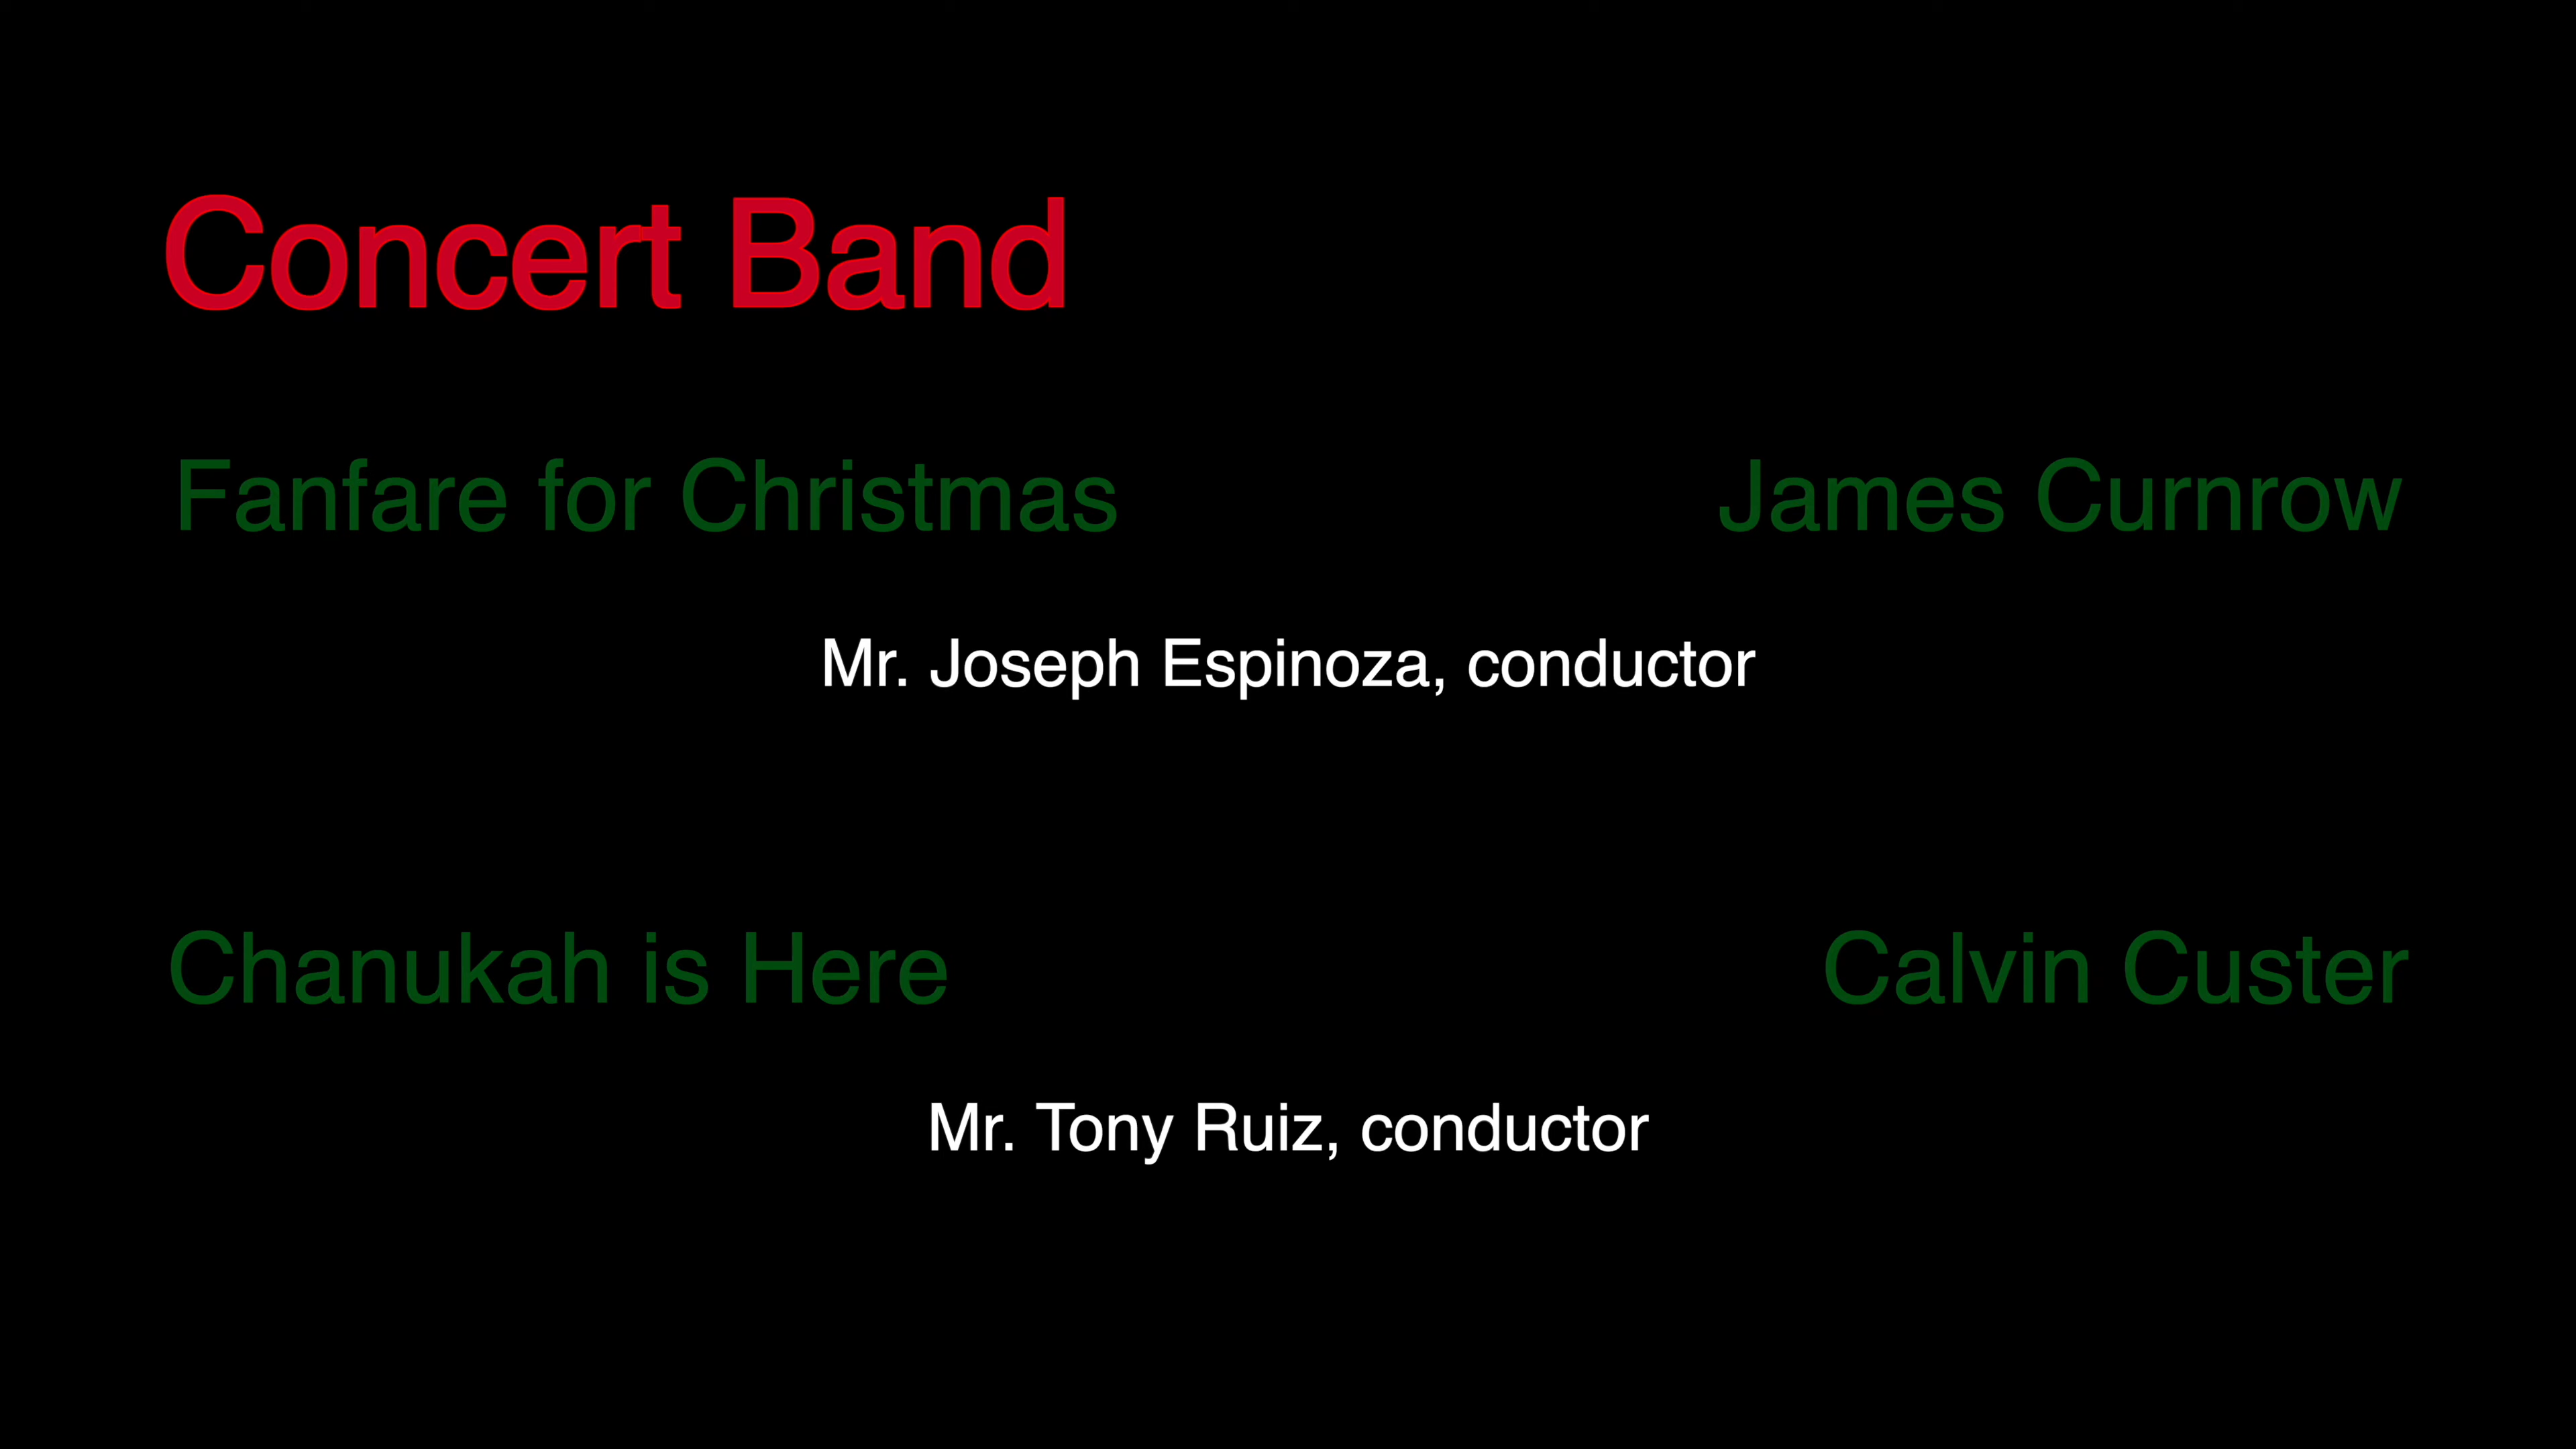 Concert Band
Fanfare for Christmas James Curnrow
Mr. Joseph Espinoza, conductor
Chanukah is Here Calvin Custer
Mr. Tony Ruiz, conductor